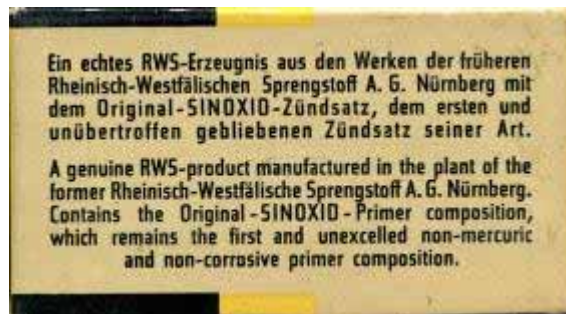 Ein echtes RWS-Erzeugnis aus den Werken der früheren
Rheinisch-Westfälischen Sprengstoff A. G. Nürnberg mit
dem Original-SINOXID-Zündsatz, dem ersten und
unübertroffen gebliebenen Zündsatz seiner Art.
A genuine RWS-product manufactured in the plant of the
former Rheinisch-Westfälische Sprengstoff A. G. Nürnberg.
Contains the Original-SINOXID-Primer composition,
which remains the first and unexcelled non-mercuric
and non-corrosive primer composition.